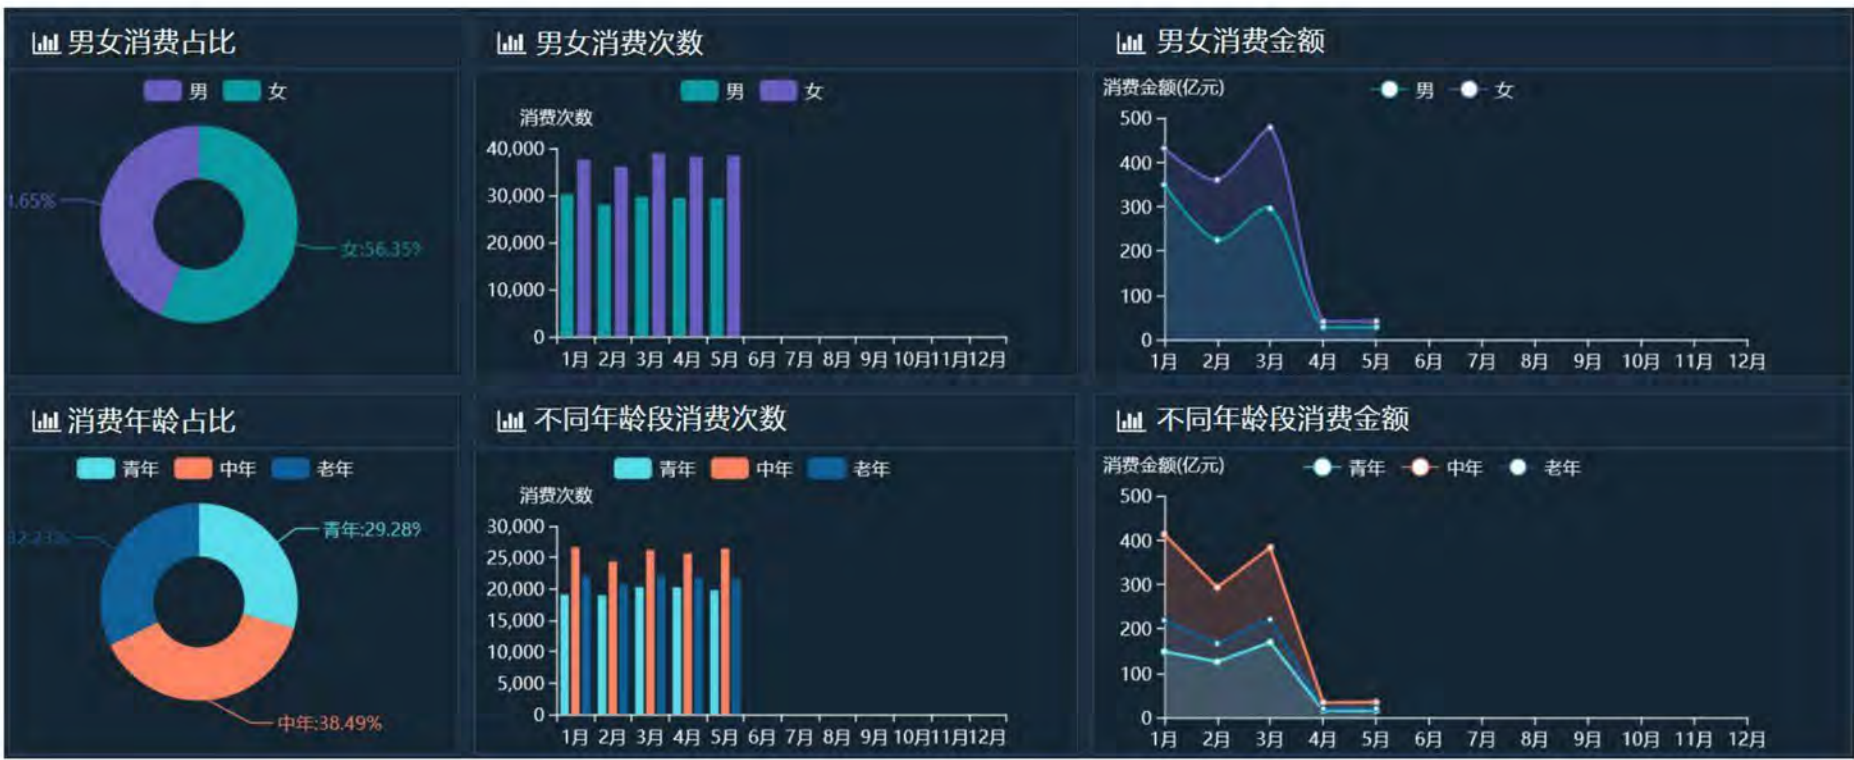 男女消费占比
男 女
.65%
女:56.35%
男女消费次数
男 女
消费次数
40,000
30,000
20,000
10,000
0
1月 2月 3月 4月 5月 6月 7月 8月 9月 10月 11月 12月
男女消费金额
消费金额(亿元) 男 女
500
400
300
200
100
0
1月 2月 3月 4月 5月 6月 7月 8月 9月 10月 11月 12月
消费年龄占比
青年 中年 老年
32.23%
青年:29.28%
中年:38.49%
不同年龄段消费次数
青年 中年 老年
消费次数
30,000
25,000
20,000
15,000
10,000
5,000
0
1月 2月 3月 4月 5月 6月 7月 8月 9月 10月 11月 12月
不同年龄段消费金额
消费金额(亿元) 青年 中年 老年
500
400
300
200
100
0
1月 2月 3月 4月 5月 6月 7月 8月 9月 10月 11月 12月